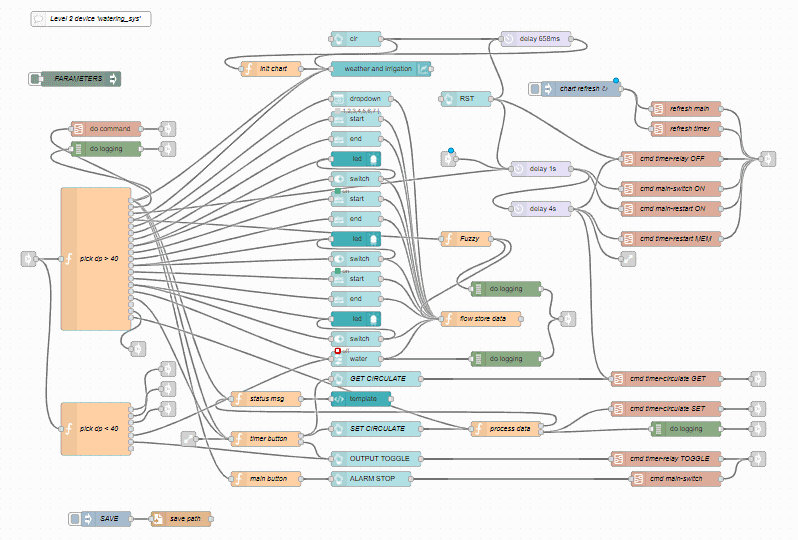 Level 2 device 'watering_sys'
clr
delay 658ms
init chart
weather and irrigation
PARAMETERS
chart refresh ↻
dropdown
RST
refresh main
start
do command
refresh timer
end
do logging
led
cmd timer-relay OFF
delay 1s
switch
cmd main-switch ON
on
start
delay 4s
cmd main-restart ON
end
led
Fuzzy
cmd timer-restart MEM
pick dp > 40
switch
on
start
do logging
end
led
flow store data
switch
off
water
do logging
GET CIRCULATE
cmd timer-circulate GET
status msg
template
cmd timer-circulate SET
pick dp < 40
SET CIRCULATE
process data
do logging
timer button
OUTPUT TOGGLE
cmd timer-relay TOGGLE
main button
ALARM STOP
cmd main-switch
SAVE
save path